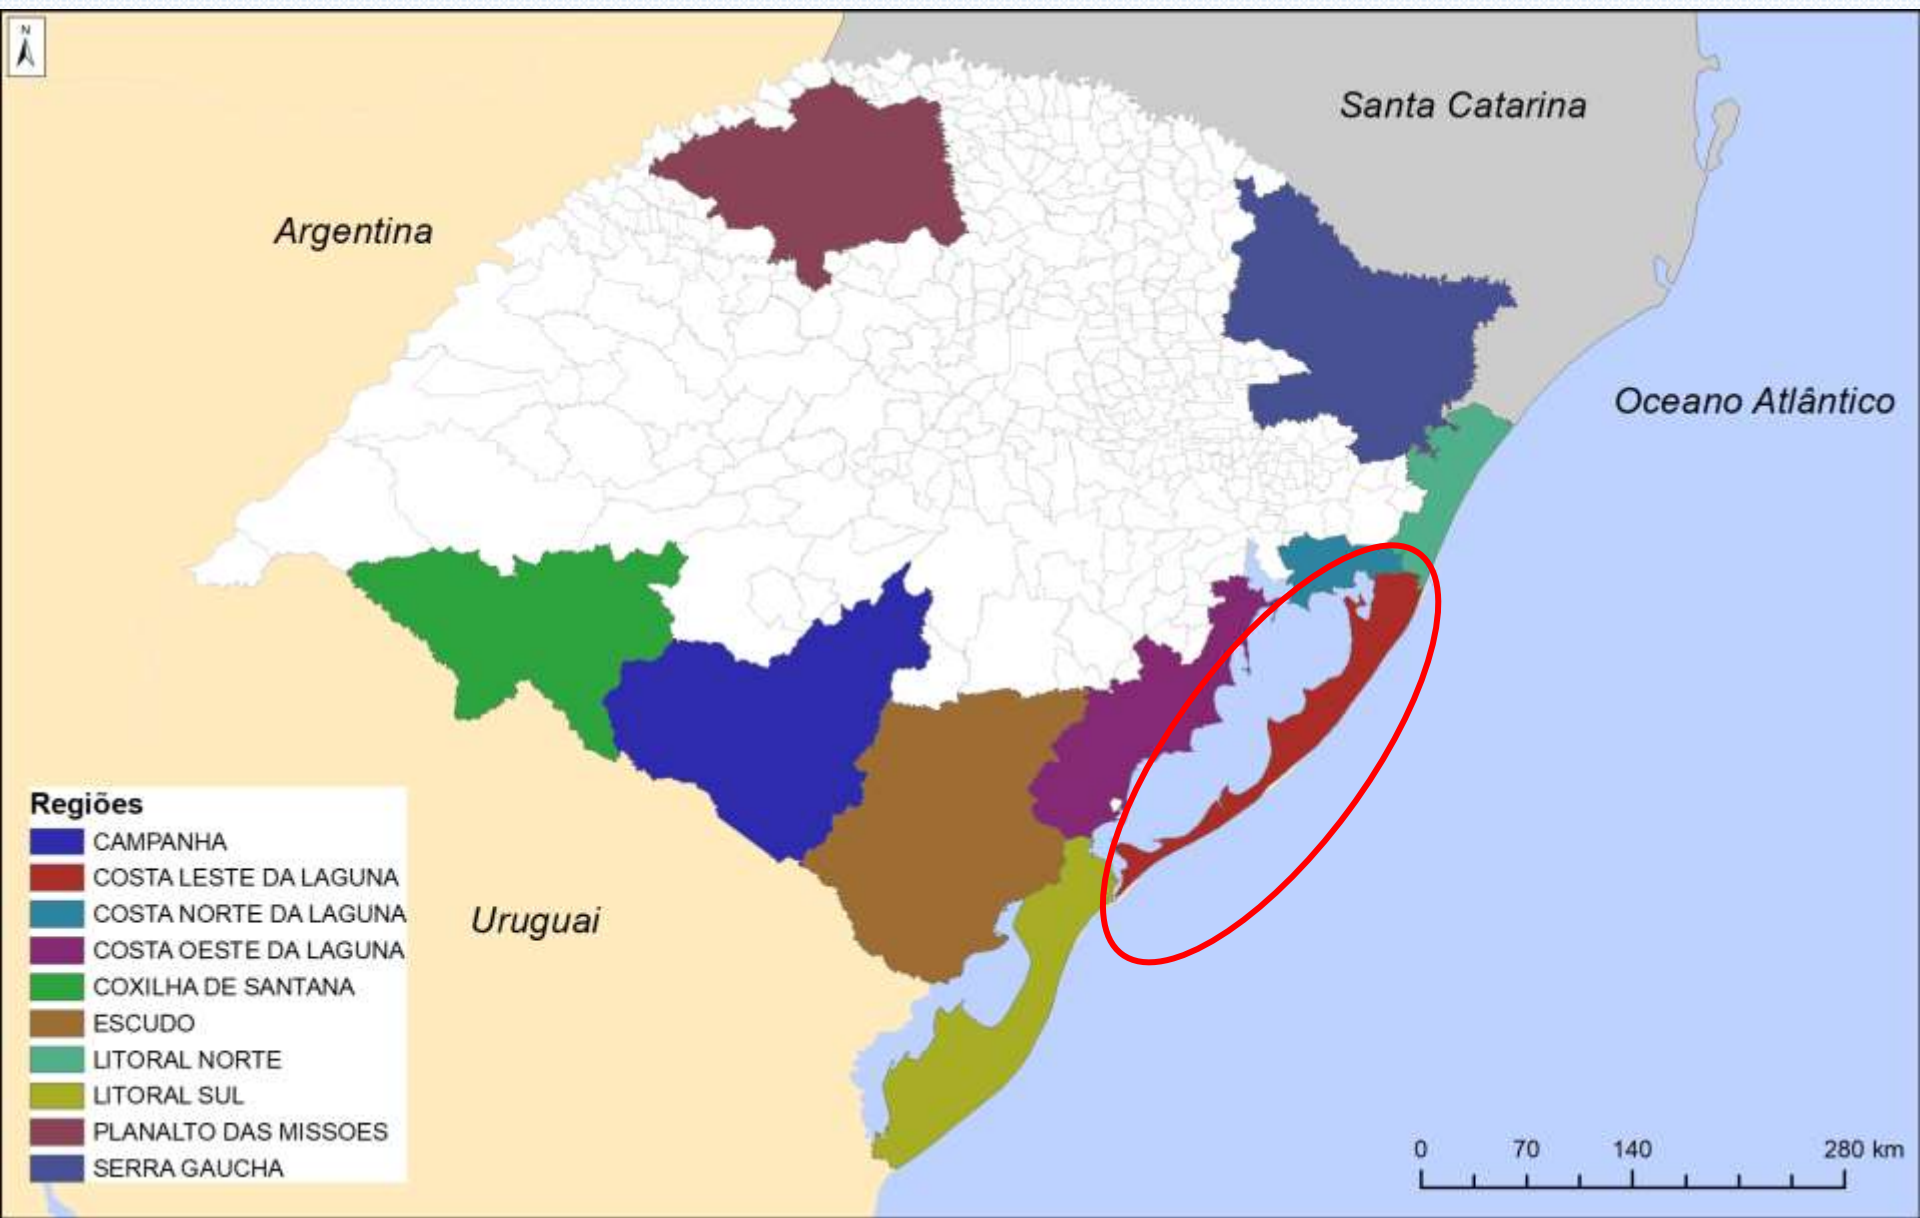 N
Santa Catarina
Argentina
Oceano Atlântico
Uruguai
Regiões
CAMPANHA
COSTA LESTE DA LAGUNA
COSTA NORTE DA LAGUNA
COSTA OESTE DA LAGUNA
COXILHA DE SANTANA
ESCUDO
LITORAL NORTE
LITORAL SUL
PLANALTO DAS MISSOES
SERRA GAUCHA
0 70 140 280 km